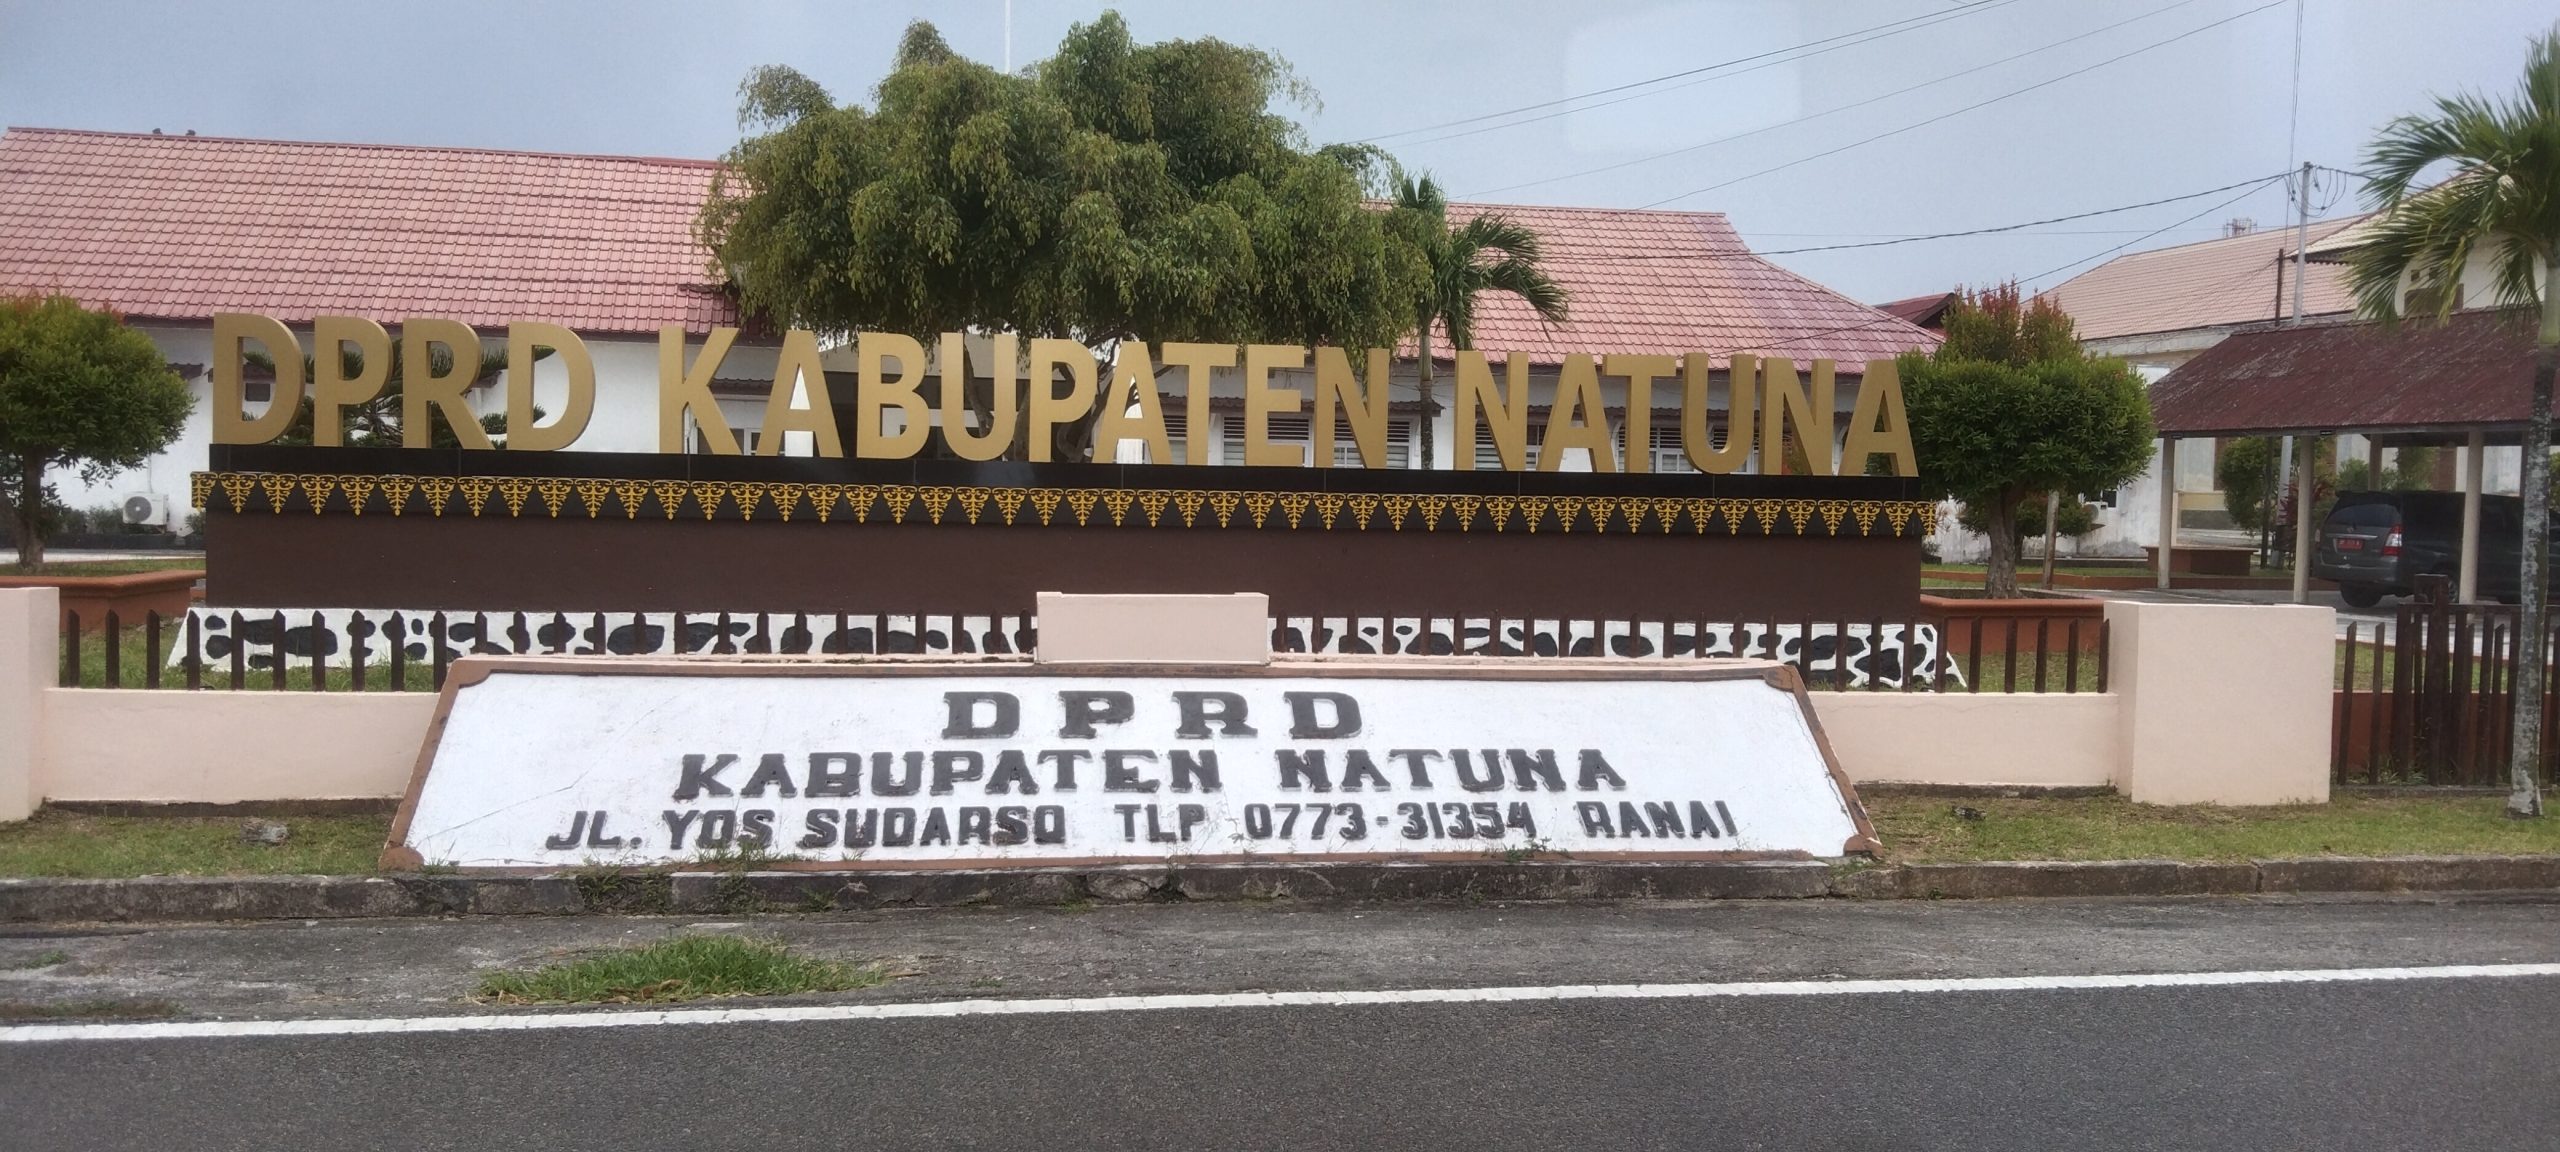 DPRD KABUPATEN NATUNA
DPRD
KABUPATEN NATUNA
JL. YOS SUDARSO TLP 0773-31354 RANAI